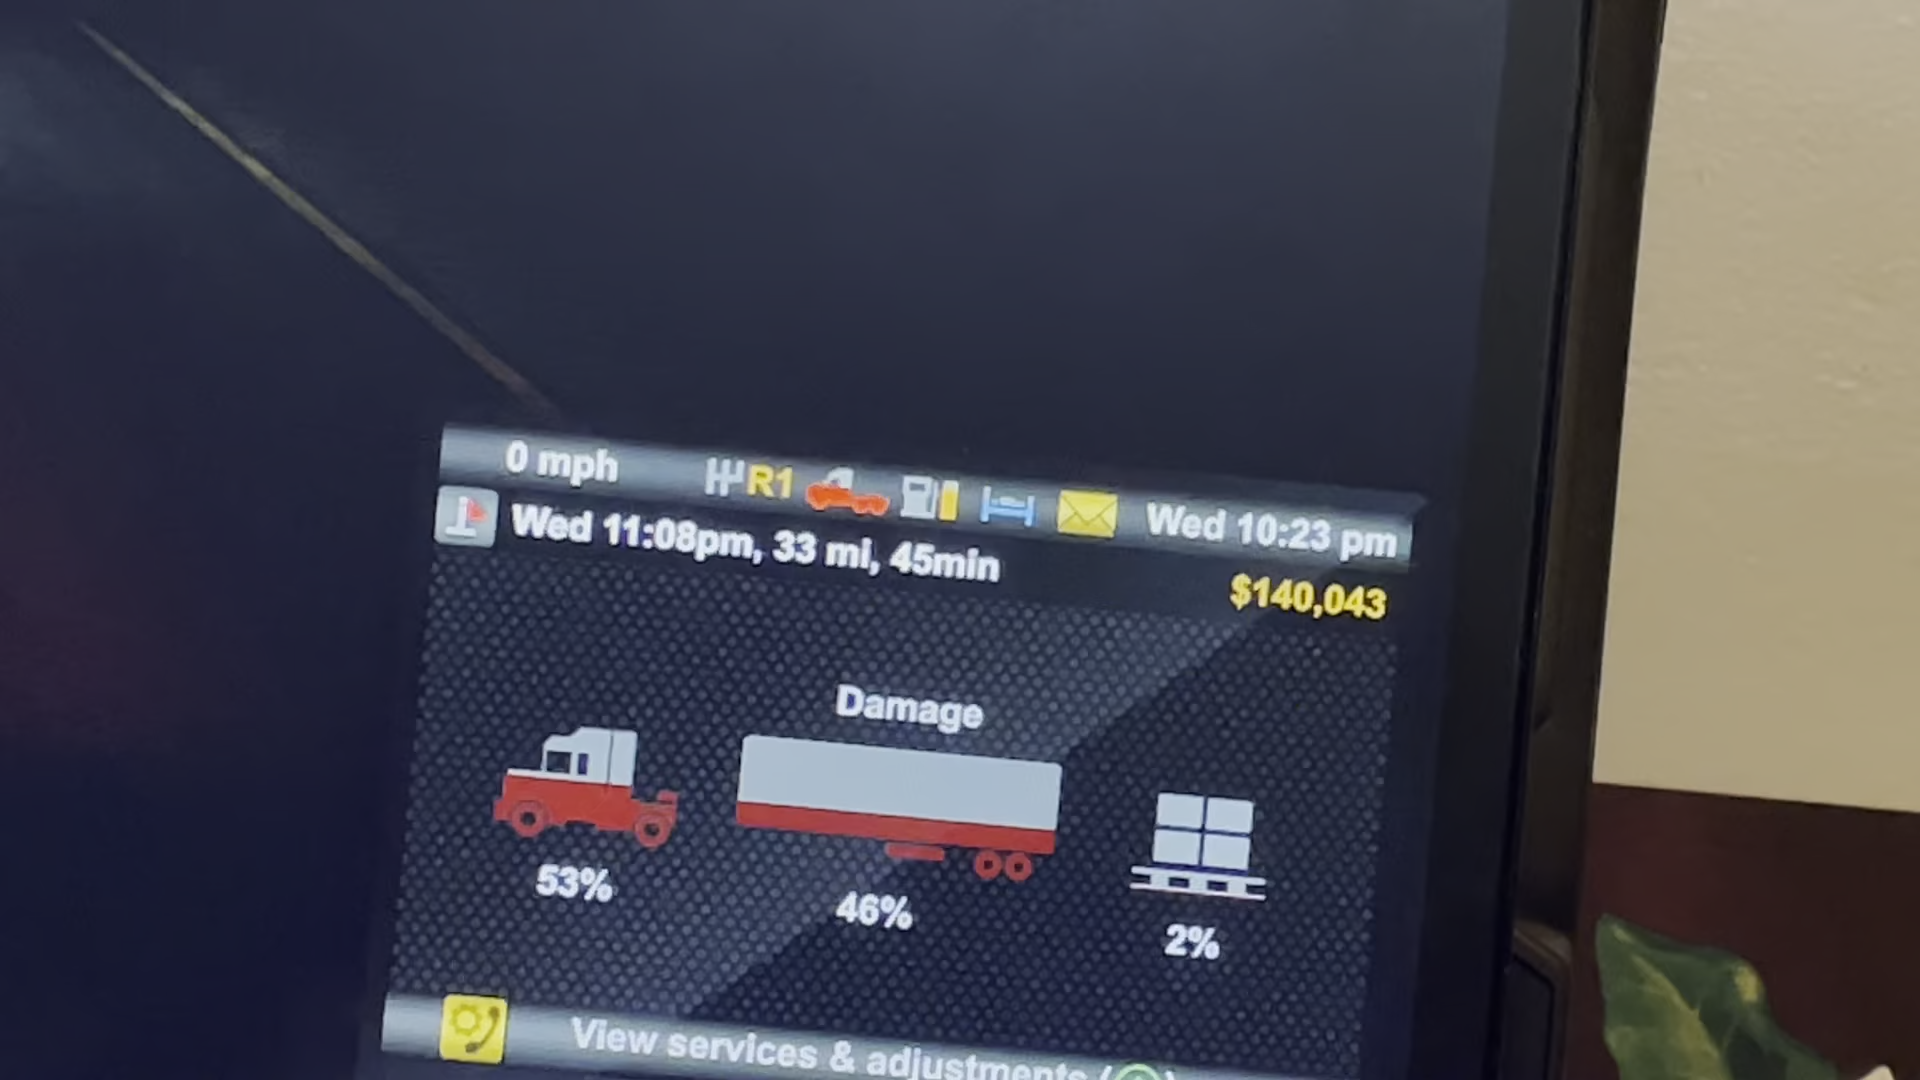 0 mph R1 Wed 10:23 pm
Wed 11:08pm, 33 mi, 45min
$140,043
Damage
53% 46% 2%
View services & adjustments (